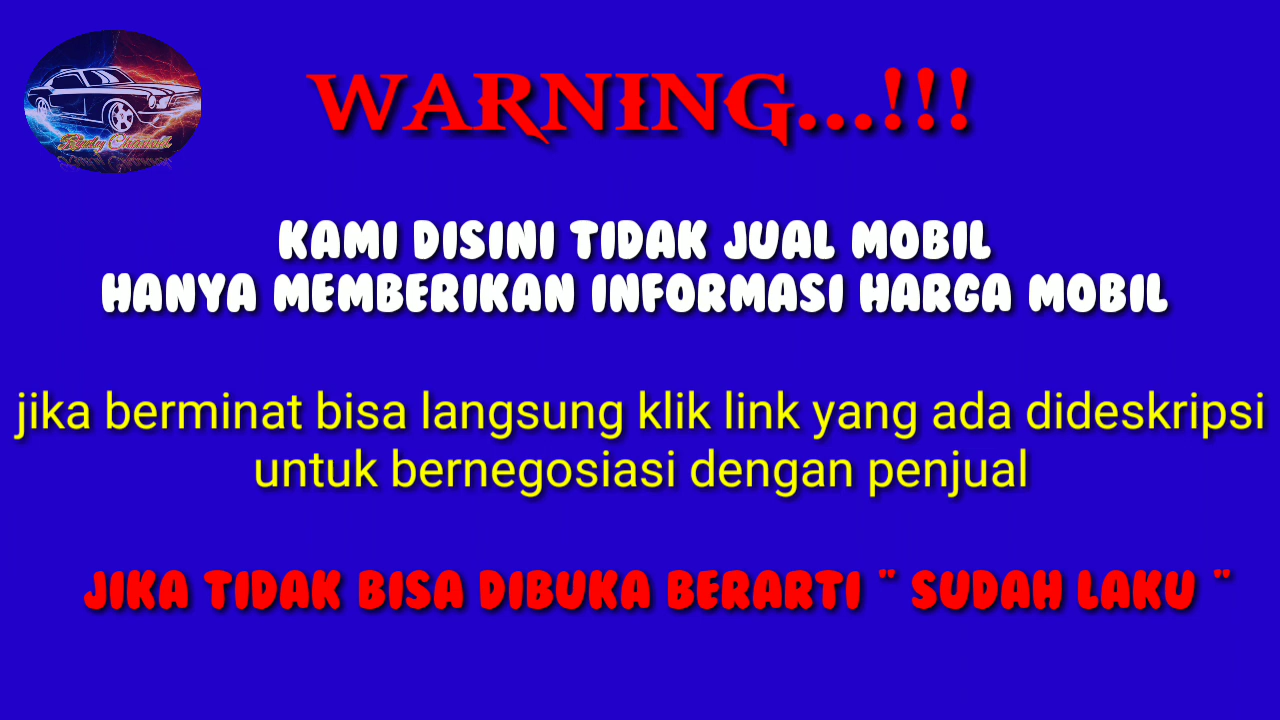 WARNING...!!!
KAMI DISINI TIDAK JUAL MOBIL
HANYA MEMBERIKAN INFORMASI HARGA MOBIL
jika berminat bisa langsung klik link yang ada dideskripsi
untuk bernegosiasi dengan penjual
JIKA TIDAK BISA DIBUKA BERARTI " SUDAH LAKU "
Channel